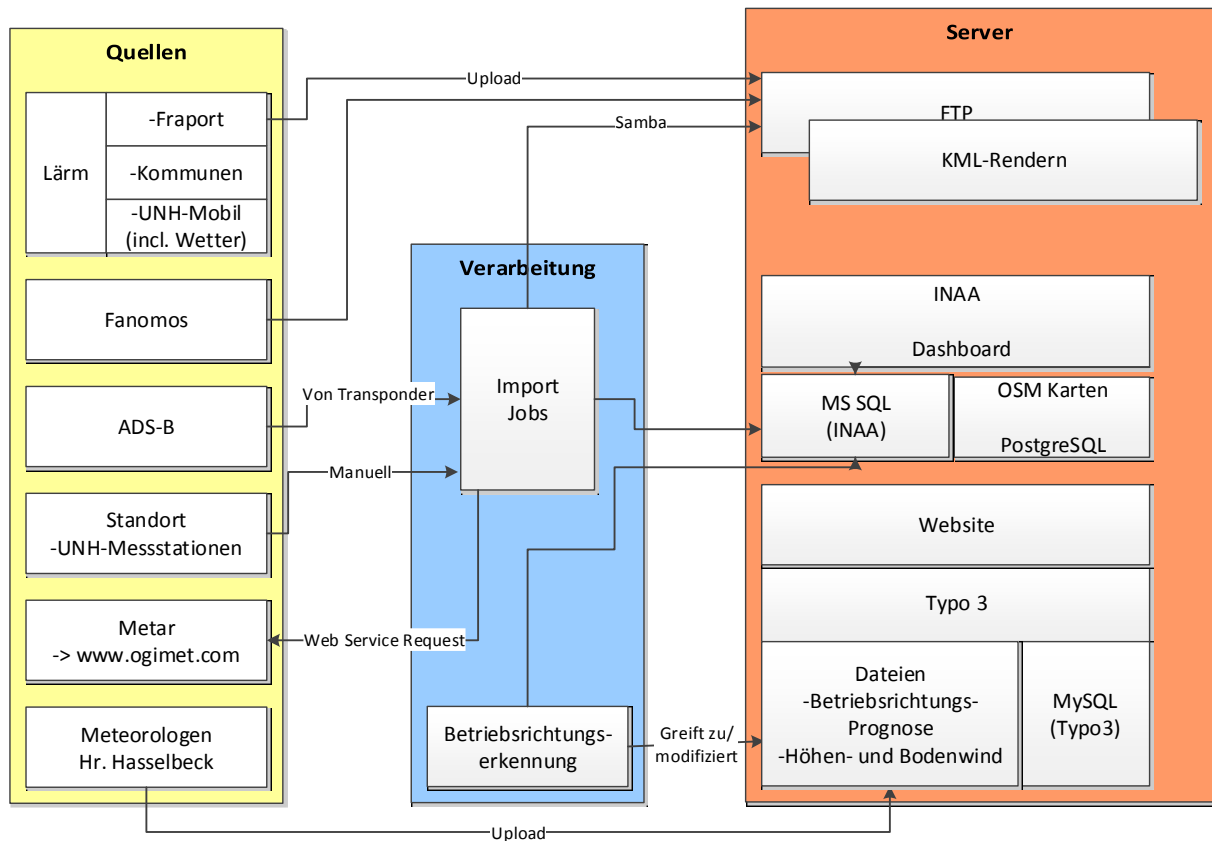 Quellen
Lärm
-Fraport
-Kommunen
-UNH-Mobil
(incl. Wetter)
Fanomos
ADS-B
Standort
-UNH-Messstationen
Metar
-> www.ogimet.com
Meteorologen
Hr. Hasselbeck
Upload
Samba
Von Transponder
Manuell
Web Service Request
Verarbeitung
Import
Jobs
Betriebsrichtungs-
erkennung
Greift zu/
modifiziert
Upload
Server
FTP
KML-Rendern
INAA
Dashboard
MS SQL
(INAA)
OSM Karten
PostgreSQL
Website
Typo 3
Dateien
-Betriebsrichtungs-
Prognose
-Höhen- und Bodenwind
MySQL
(Typo3)